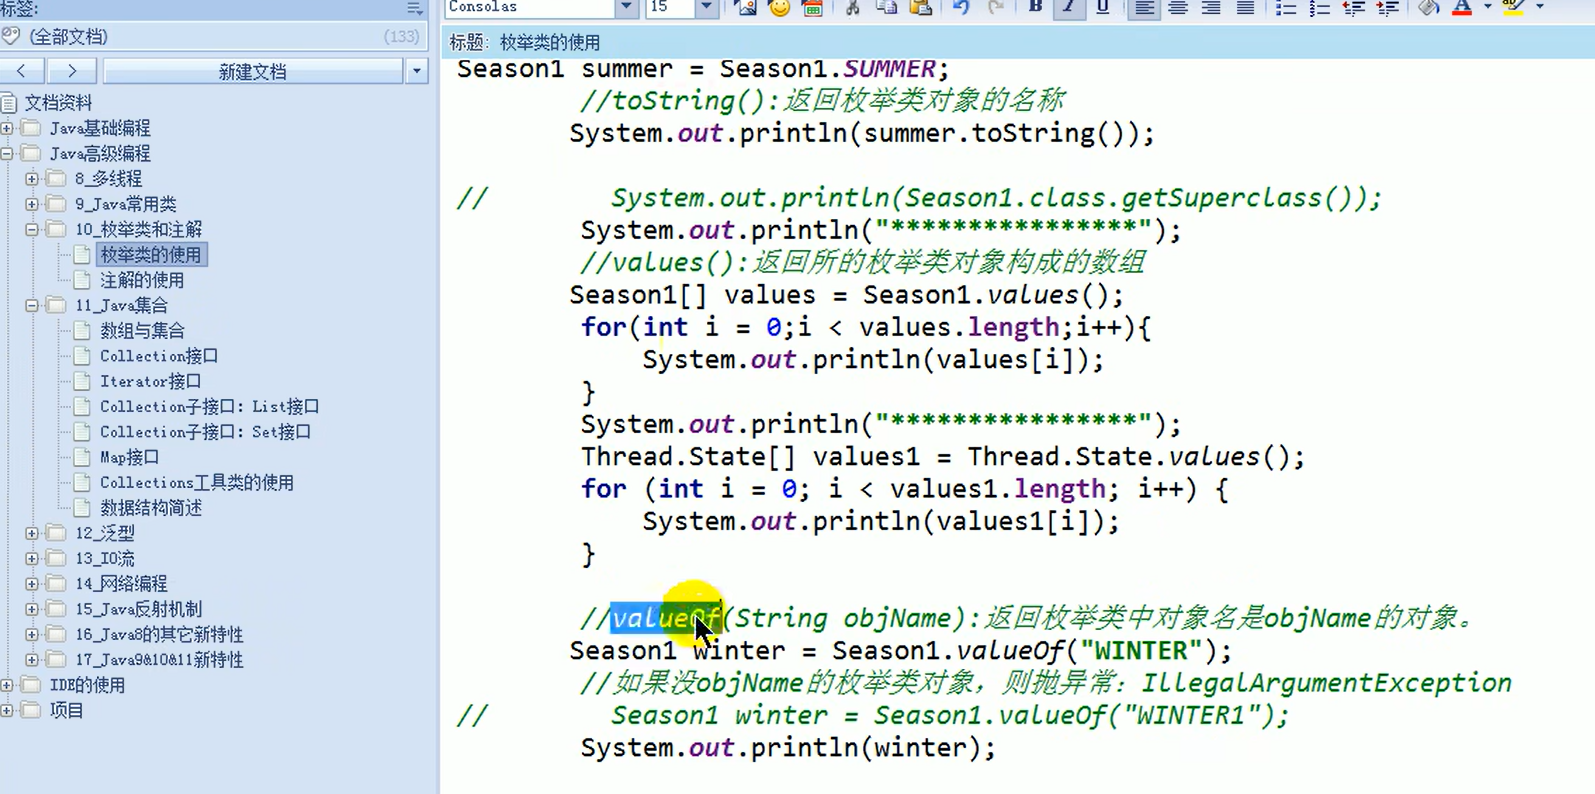 标签:
(全部文档) (133)
新建文档
文档资料
Java基础编程
Java高级编程
8_多线程
9_Java常用类
10_枚举类和注解
枚举类的使用
注解的使用
11_Java集合
数组与集合
Collection接口
Iterator接口
Collection子接口: List接口
Collection子接口: Set接口
Map接口
Collections工具类的使用
数据结构简述
12_泛型
13_IO流
14_网络编程
15_Java反射机制
16_Java8的其它新特性
17_Java9&10&11新特性
IDE的使用
项目
Consolas 15 B I U A ab
标题: 枚举类的使用
Season1 summer = Season1.SUMMER;
//toString():返回枚举类对象的名称
System.out.println(summer.toString());
// System.out.println(Season1.class.getSuperclass());
System.out.println("****************");
//values():返回所的枚举类对象构成的数组
Season1[] values = Season1.values();
for(int i = 0;i < values.length;i++){
System.out.println(values[i]);
}
System.out.println("****************");
Thread.State[] values1 = Thread.State.values();
for (int i = 0; i < values1.length; i++) {
System.out.println(values1[i]);
}
//valueOf(String objName):返回枚举类中对象名是objName的对象。
Season1 winter = Season1.valueOf("WINTER");
//如果没objName的枚举类对象，则抛异常：IllegalArgumentException
// Season1 winter = Season1.valueOf("WINTER1");
System.out.println(winter);